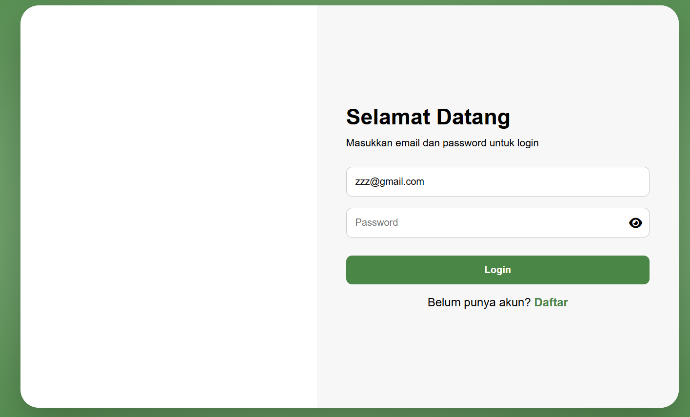 Selamat Datang
Masukkan email dan password untuk login
zzz@gmail.com
Password
Login
Belum punya akun? Daftar